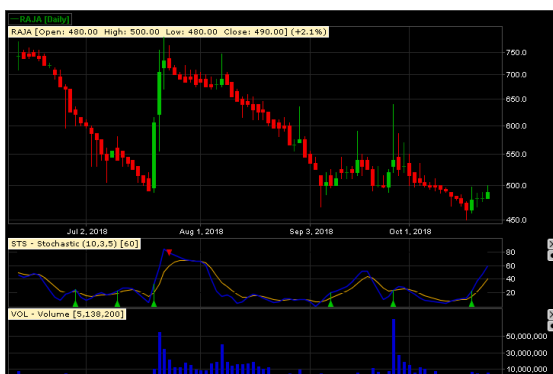 RAJA [Daily]
RAJA [Open: 480.00 High: 500.00 Low: 480.00 Close: 490.00] (+2.1%)
750.0
700.0
650.0
600.0
550.0
500.0
450.0
Jul 2, 2018 Aug 1, 2018 Sep 3, 2018 Oct 1, 2018
STS - Stochastic (10,3,5) [60]
80
60
40
20
VOL - Volume [5,138,200]
50,000,000
30,000,000
10,000,000